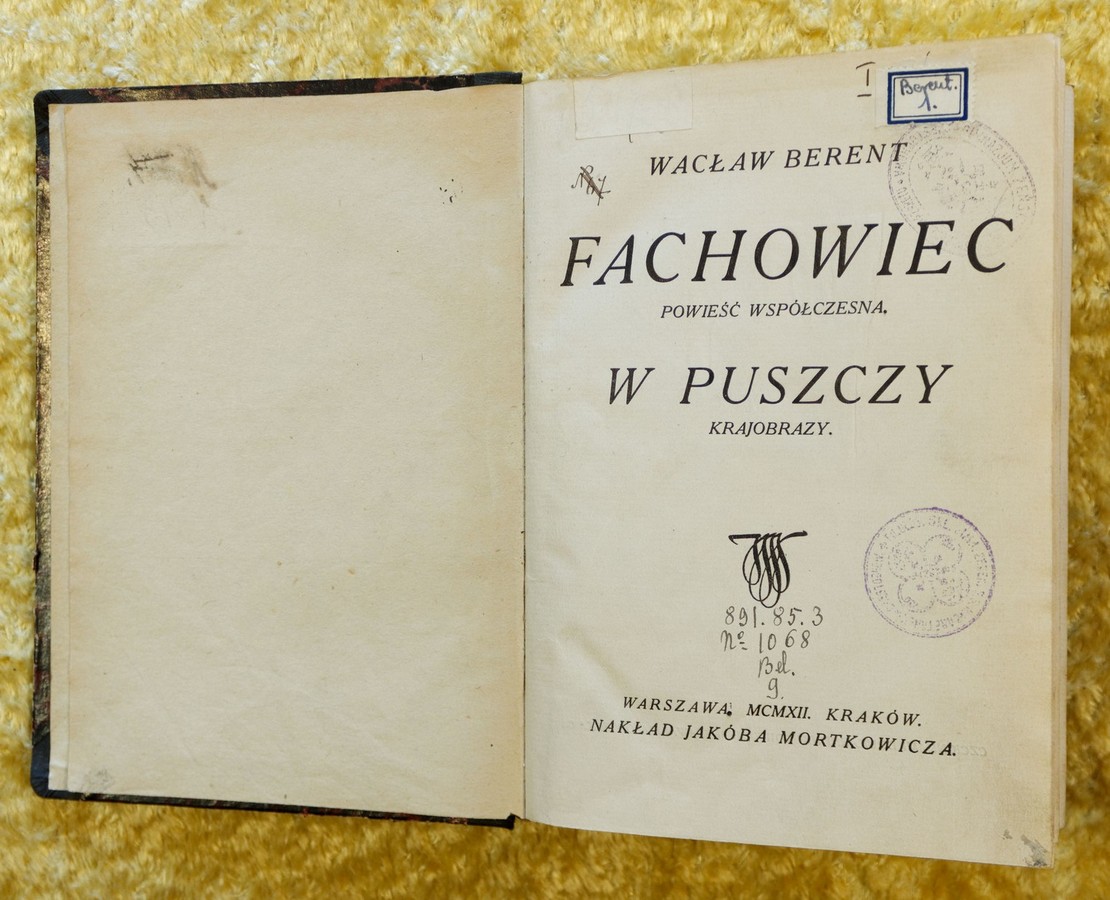 I
Berent.
1.
WACŁAW BERENT
FACHOWIEC
POWIEŚĆ WSPÓŁCZESNA.
W PUSZCZY
KRAJOBRAZY.
891.85.3
Nº 1068
Bel.
9.
WARSZAWA. MCMXII. KRAKÓW.
NAKŁAD JAKÓBA MORTKOWICZA.